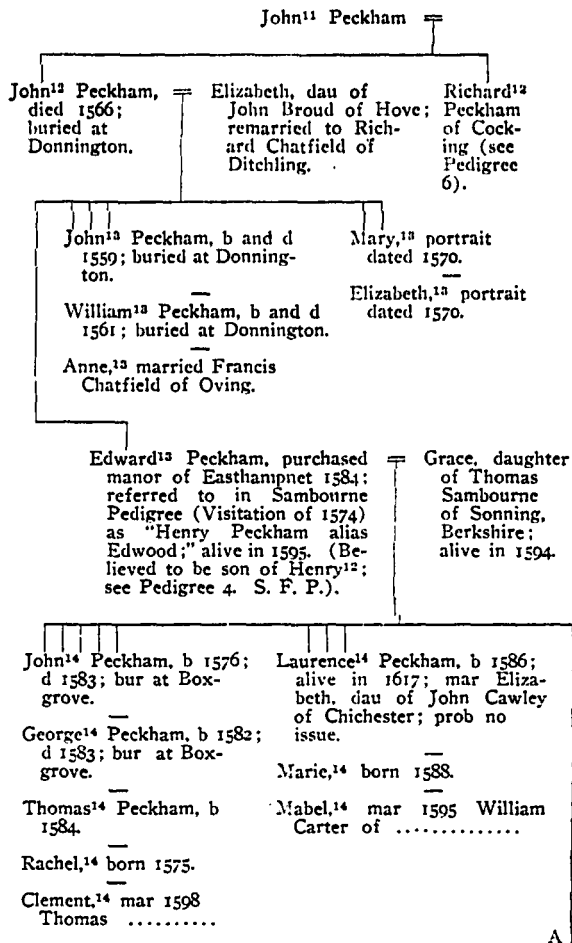 John¹¹ Peckham
John¹² Peckham,
died 1566;
buried at
Donnington.
Elizabeth, dau of
John Broud of Hove;
remarried to Rich-
ard Chatfield of
Ditchling.
Richard¹²
Peckham
of Cock-
ing (see
Pedigree
6).
John¹³ Peckham, b and d
1559; buried at Donning-
ton.
William¹³ Peckham, b and d
1561; buried at Donnington.
Anne,¹³ married Francis
Chatfield of Oving.
Mary,¹³ portrait
dated 1570.
Elizabeth,¹³ portrait
dated 1570.
Edward¹³ Peckham, purchased
manor of Easthampnet 1584;
referred to in Sambourne
Pedigree (Visitation of 1574)
as "Henry Peckham alias
Edwood;" alive in 1595. (Be-
lieved to be son of Henry¹²;
see Pedigree 4. S. F. P.).
Grace, daughter
of Thomas
Sambourne
of Sonning,
Berkshire;
alive in 1594.
John¹⁴ Peckham, b 1576;
d 1583; bur at Box-
grove.
George¹⁴ Peckham, b 1582;
d 1583; bur at Box-
grove.
Thomas¹⁴ Peckham, b
1584.
Rachel,¹⁴ born 1575.
Clement,¹⁴ mar 1598
Thomas ..........
Laurence¹⁴ Peckham, b 1586;
alive in 1617; mar Eliza-
beth, dau of John Cawley
of Chichester; prob no
issue.
Marie,¹⁴ born 1588.
Mabel,¹⁴ mar 1595 William
Carter of ..............
A